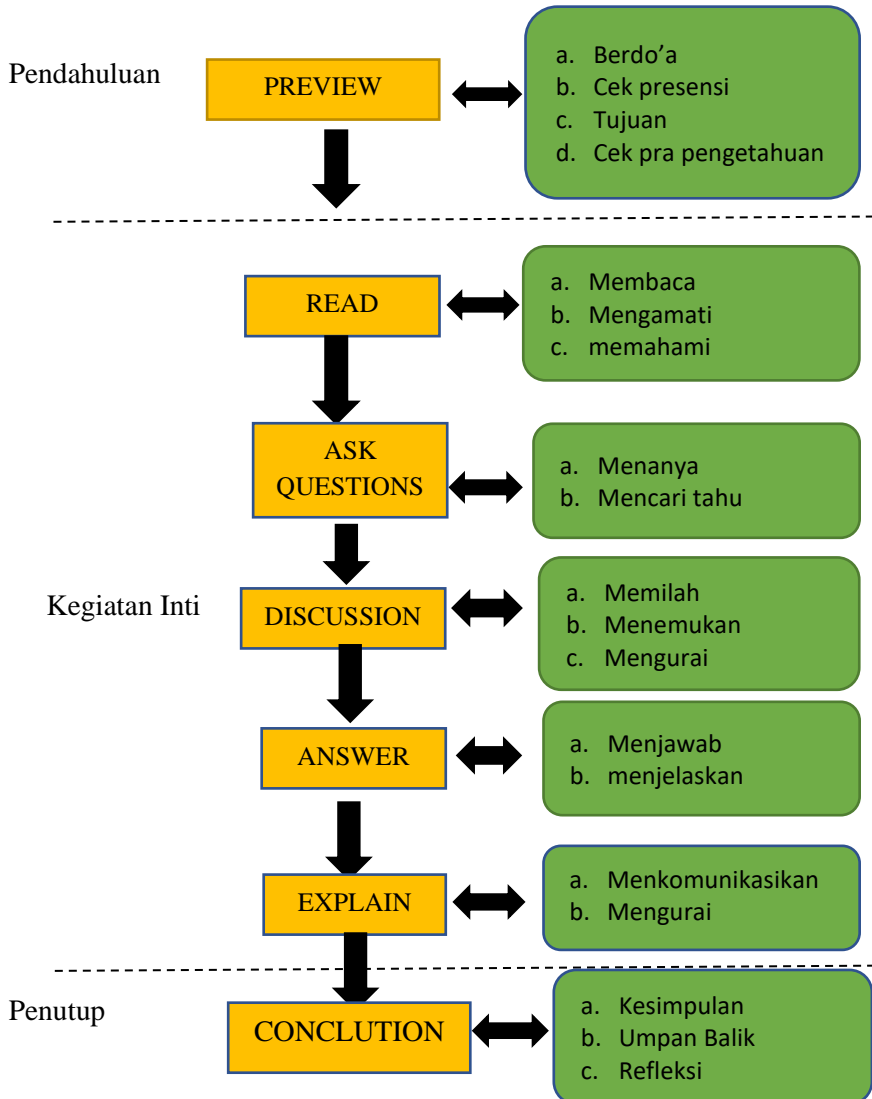 Pendahuluan
PREVIEW
a. Berdo’a
b. Cek presensi
c. Tujuan
d. Cek pra pengetahuan
READ
a. Membaca
b. Mengamati
c. memahami
ASK
QUESTIONS
a. Menanya
b. Mencari tahu
Kegiatan Inti
DISCUSSION
a. Memilah
b. Menemukan
c. Mengurai
ANSWER
a. Menjawab
b. menjelaskan
EXPLAIN
a. Menkomunikasikan
b. Mengurai
Penutup
CONCLUTION
a. Kesimpulan
b. Umpan Balik
c. Refleksi